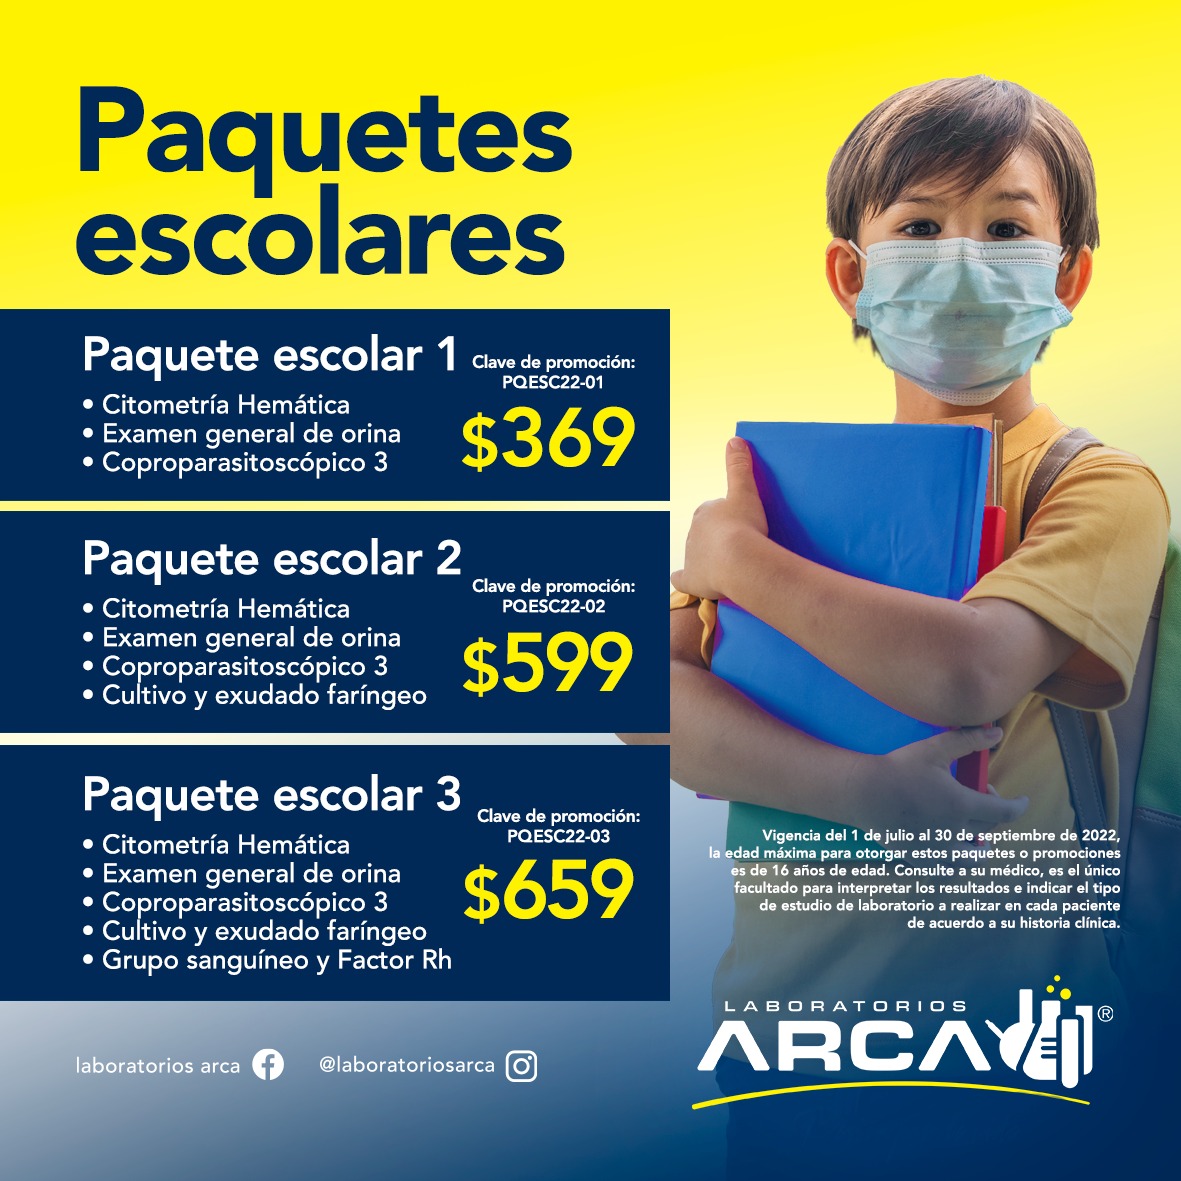 Paquetes
escolares
Paquete escolar 1
Clave de promoción:
PQESC22-01
• Citometría Hemática
• Examen general de orina
• Coproparasitoscópico 3
$369
Paquete escolar 2
Clave de promoción:
PQESC22-02
• Citometría Hemática
• Examen general de orina
• Coproparasitoscópico 3
• Cultivo y exudado faríngeo
$599
Paquete escolar 3
Clave de promoción:
PQESC22-03
• Citometría Hemática
• Examen general de orina
• Coproparasitoscópico 3
• Cultivo y exudado faríngeo
• Grupo sanguíneo y Factor Rh
$659
Vigencia del 1 de julio al 30 de septiembre de 2022,
la edad máxima para otorgar estos paquetes o promociones
es de 16 años de edad. Consulte a su médico, es el único
facultado para interpretar los resultados e indicar el tipo
de estudio de laboratorio a realizar en cada paciente
de acuerdo a su historia clínica.
LABORATORIOS
ARCA ®
laboratorios arca
@laboratoriosarca